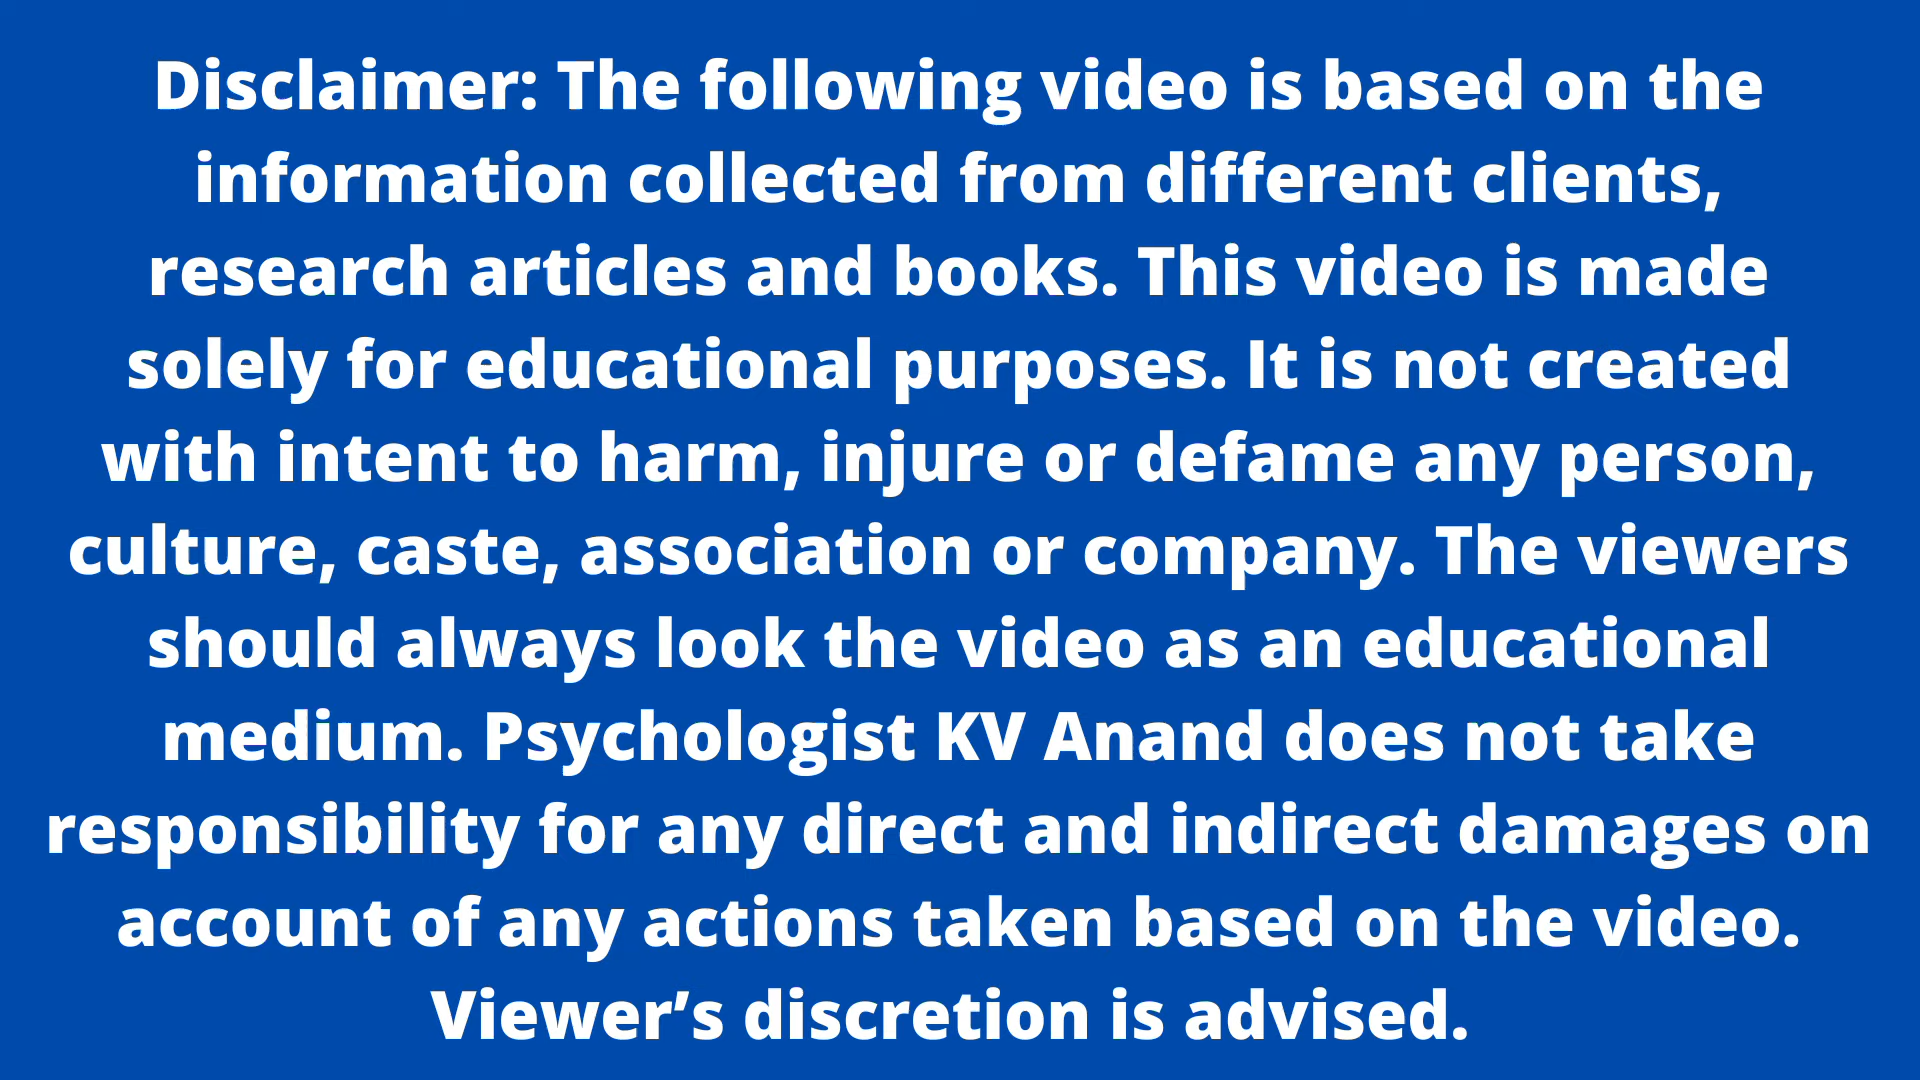 Disclaimer: The following video is based on the
information collected from different clients,
research articles and books. This video is made
solely for educational purposes. It is not created
with intent to harm, injure or defame any person,
culture, caste, association or company. The viewers
should always look the video as an educational
medium. Psychologist KV Anand does not take
responsibility for any direct and indirect damages on
account of any actions taken based on the video.
Viewer’s discretion is advised.